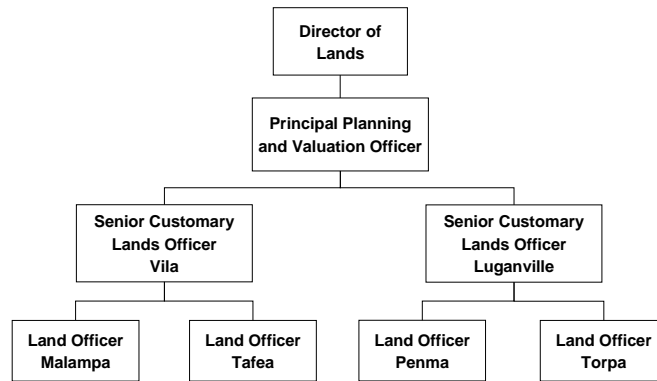 Director of
Lands
Principal Planning
and Valuation Officer
Senior Customary
Lands Officer
Vila
Senior Customary
Lands Officer
Luganville
Land Officer
Malampa
Land Officer
Tafea
Land Officer
Penma
Land Officer
Torpa